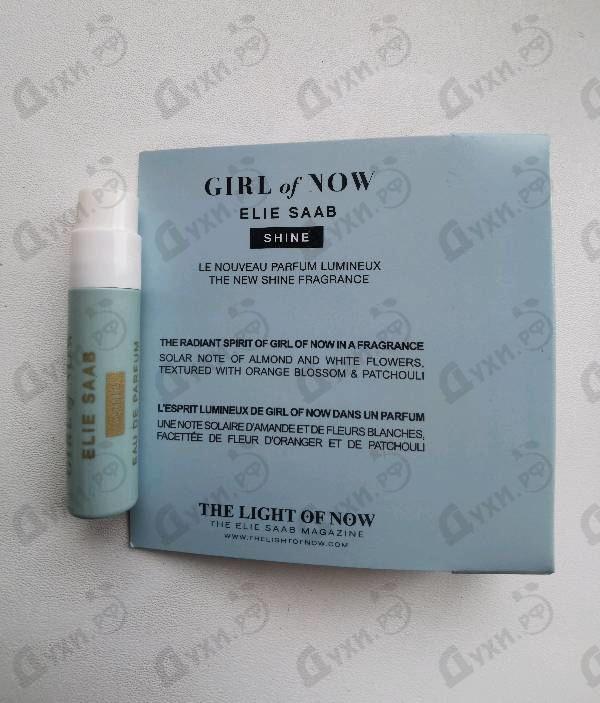 GIRL of NOW
ELIE SAAB
SHINE
LE NOUVEAU PARFUM LUMINEUX
THE NEW SHINE FRAGRANCE
THE RADIANT SPIRIT OF GIRL OF NOW IN A FRAGRANCE
SOLAR NOTE OF ALMOND AND WHITE FLOWERS,
TEXTURED WITH ORANGE BLOSSOM & PATCHOULI
L'ESPRIT LUMINEUX DE GIRL OF NOW DANS UN PARFUM
UNE NOTE SOLAIRE D'AMANDE ET DE FLEURS BLANCHES,
FACETTÉE DE FLEUR D'ORANGER ET DE PATCHOULI
THE LIGHT OF NOW
THE ELIE SAAB MAGAZINE
WWW.THELIGHTOFNOW.COM
ELIE SAAB
EAU DE PARFUM
Духи.РФ